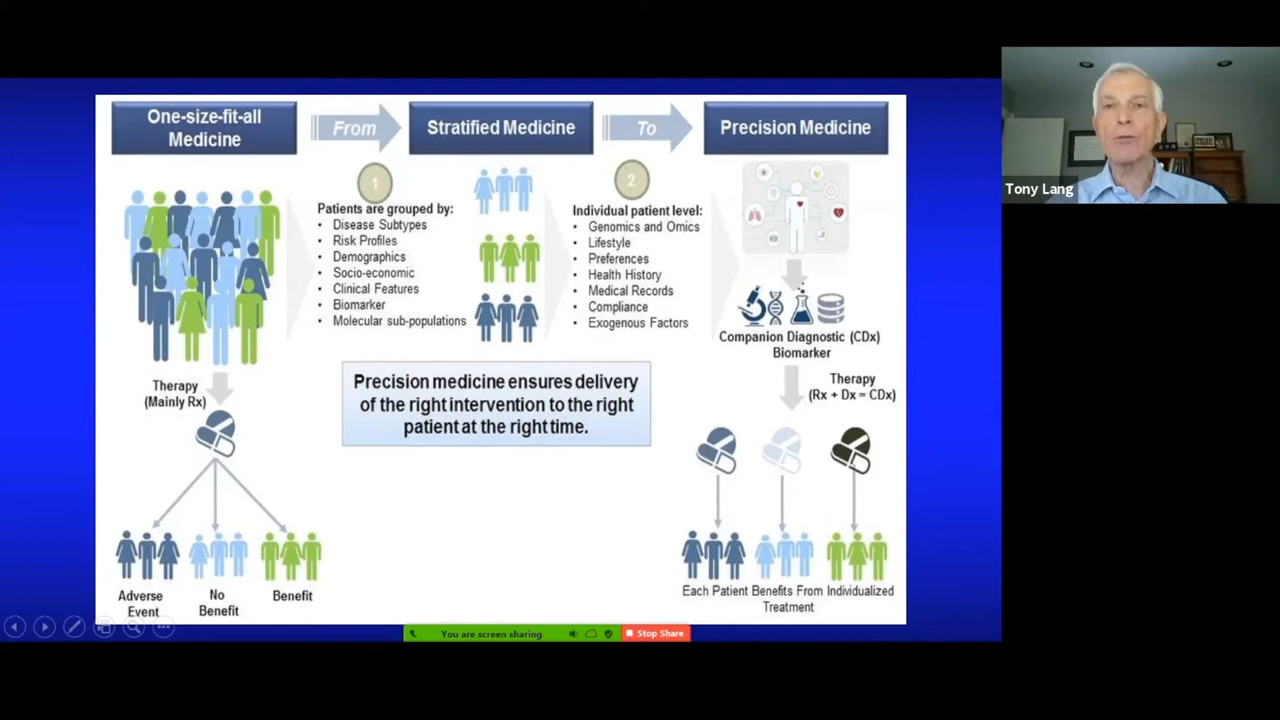 One-size-fit-all
Medicine
From
Stratified Medicine
To
Precision Medicine
1
Patients are grouped by:
• Disease Subtypes
• Risk Profiles
• Demographics
• Socio-economic
• Clinical Features
• Biomarker
• Molecular sub-populations
2
Individual patient level:
• Genomics and Omics
• Lifestyle
• Preferences
• Health History
• Medical Records
• Compliance
• Exogenous Factors
Companion Diagnostic (CDx)
Biomarker
Therapy
(Mainly Rx)
Therapy
(Rx + Dx = CDx)
Precision medicine ensures delivery
of the right intervention to the right
patient at the right time.
Adverse
Event
No
Benefit
Benefit
Each Patient Benefits From Individualized
Treatment
You are screen sharing
Stop Share
Tony Lang